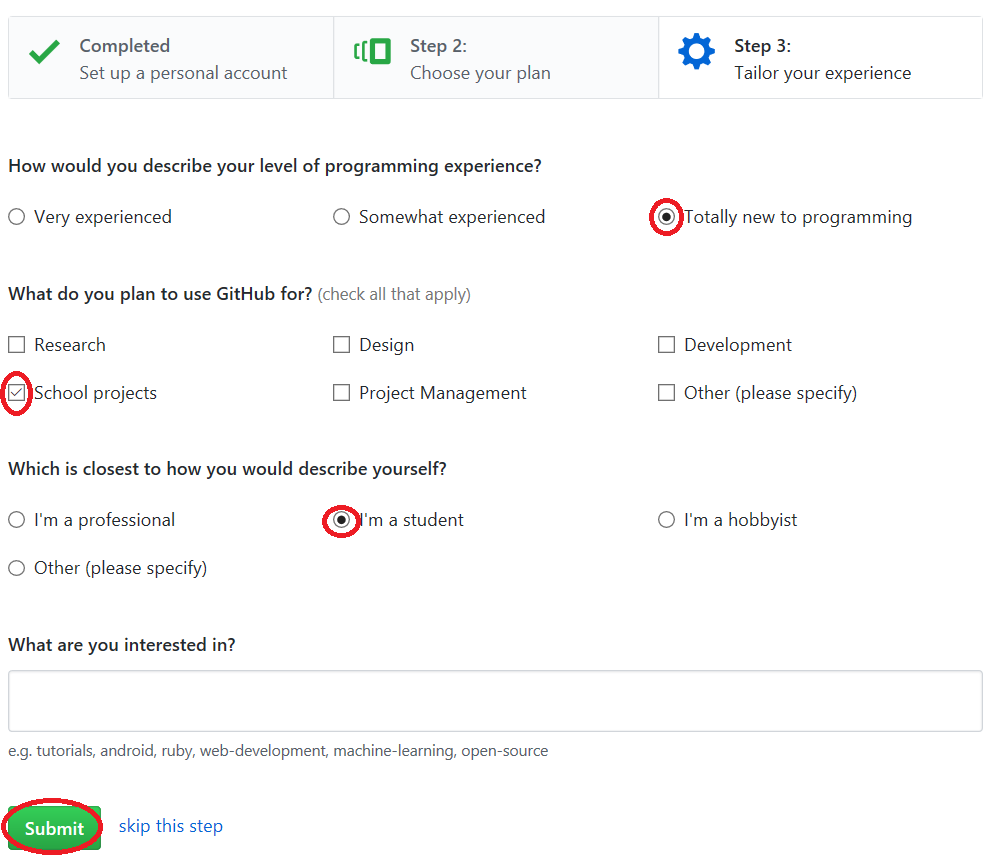 Completed
Set up a personal account
Step 2:
Choose your plan
Step 3:
Tailor your experience
How would you describe your level of programming experience?
Very experienced
Somewhat experienced
Totally new to programming
What do you plan to use GitHub for? (check all that apply)
Research
Design
Development
School projects
Project Management
Other (please specify)
Which is closest to how you would describe yourself?
I'm a professional
I'm a student
I'm a hobbyist
Other (please specify)
What are you interested in?
e.g. tutorials, android, ruby, web-development, machine-learning, open-source
Submit
skip this step